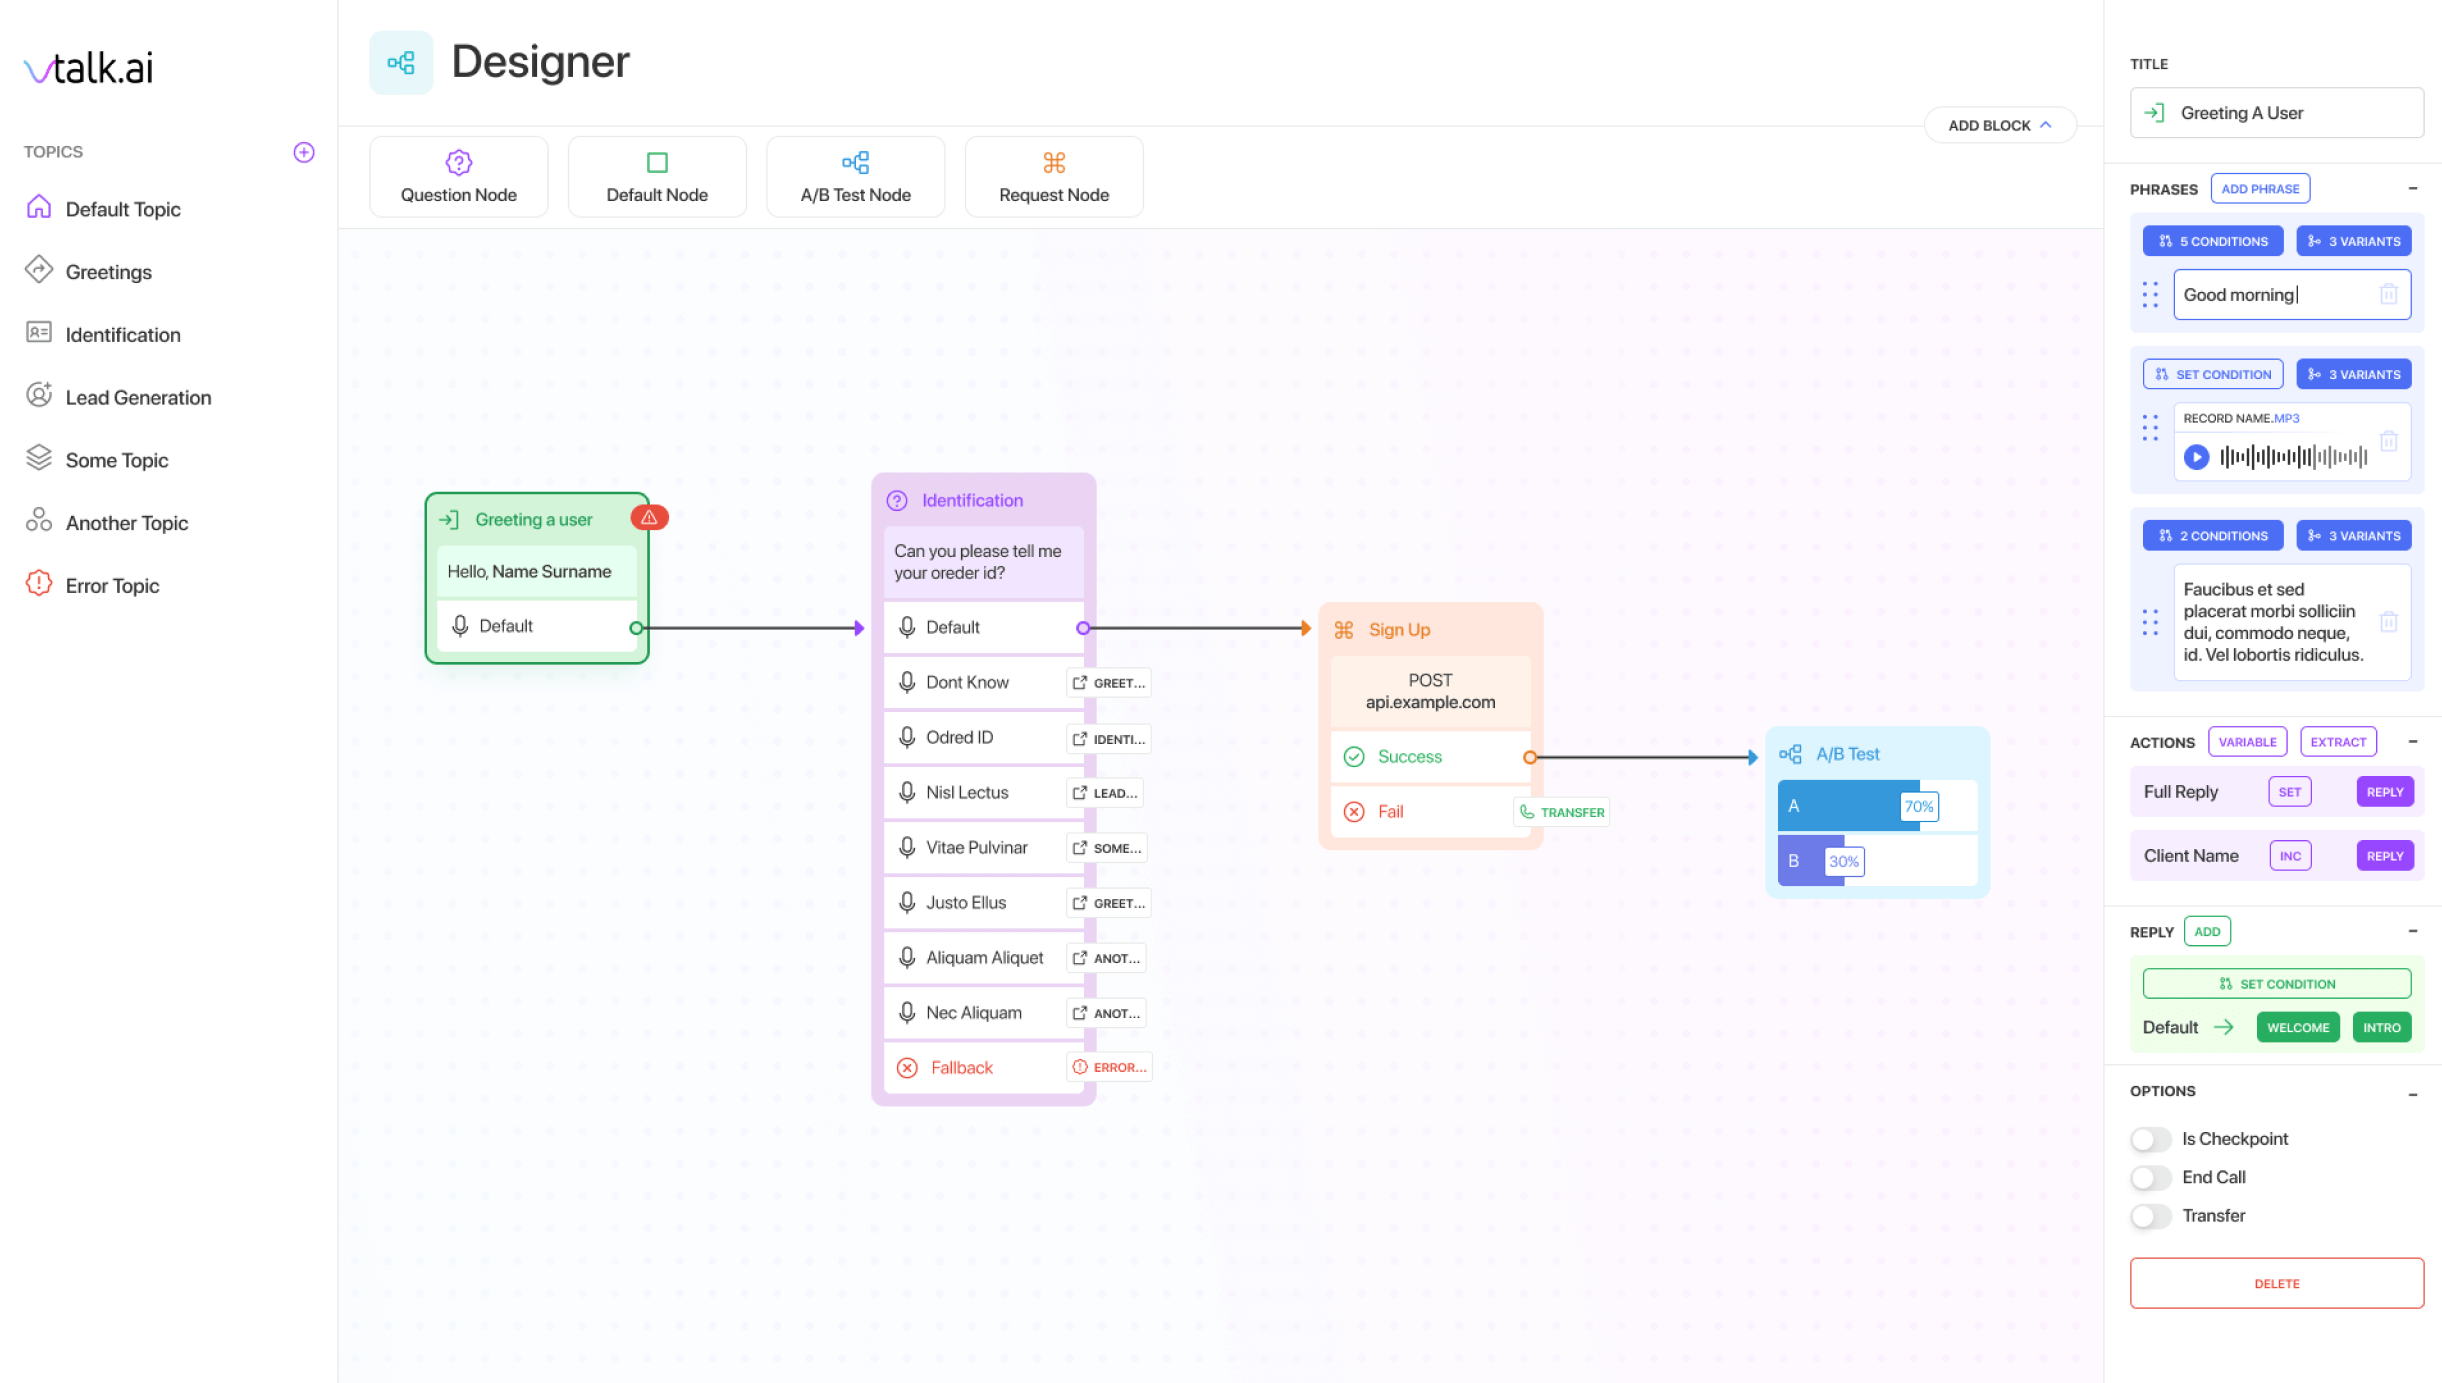 talk.ai
TOPICS
Default Topic
Greetings
Identification
Lead Generation
Some Topic
Another Topic
Error Topic
Designer
ADD BLOCK
Question Node
Default Node
A/B Test Node
Request Node
Greeting a user
Hello, Name Surname
Default
Identification
Can you please tell me
your oreder id?
Default
Dont Know
GREET...
Odred ID
IDENTI...
Nisl Lectus
LEAD...
Vitae Pulvinar
SOME...
Justo Ellus
GREET...
Aliquam Aliquet
ANOT...
Nec Aliquam
ANOT...
Fallback
ERROR...
Sign Up
POST
api.example.com
Success
Fail
TRANSFER
A/B Test
A
70%
B
30%
TITLE
Greeting A User
PHRASES
ADD PHRASE
5 CONDITIONS
3 VARIANTS
Good morning
SET CONDITION
3 VARIANTS
RECORD NAME.MP3
2 CONDITIONS
3 VARIANTS
Faucibus et sed
placerat morbi solliciin
dui, commodo neque,
id. Vel lobortis ridiculus.
ACTIONS
VARIABLE
EXTRACT
Full Reply
SET
REPLY
Client Name
INC
REPLY
REPLY
ADD
SET CONDITION
Default
WELCOME
INTRO
OPTIONS
Is Checkpoint
End Call
Transfer
DELETE